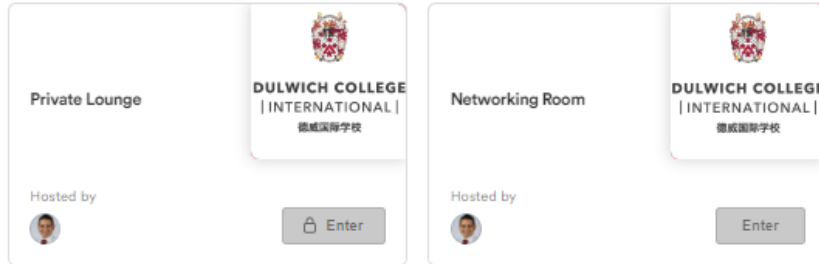 Private Lounge
DULWICH COLLEGE
| INTERNATIONAL |
德威国际学校
Hosted by
Enter
Networking Room
DULWICH COLLEGE
| INTERNATIONAL |
德威国际学校
Hosted by
Enter